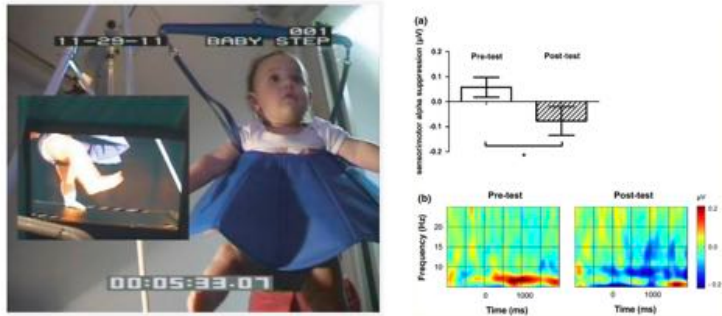 001
11-29-11 BABY STEP
00:05:33.07
(a)
sensorimotor alpha suppression (µV)
Pre-test Post-test
0.2
0.1
0.0
-0.1
-0.2
*
(b)
Pre-test Post-test
µV
Frequency (Hz)
20
15
10
0.2
-0.2
0 1000 0 1000
Time (ms) Time (ms)